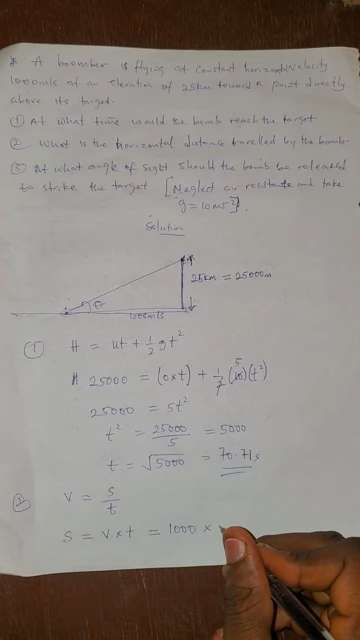 * A boember is flying at constant horizontal velocity
1000m/s of an elevation of 25km toward a point directly
above its target.
① At what time would the bomb reach the target
② What is the horizontal distance travelled by the bomb
③ At what angle of sight should the bomb be released
to strike the target [Neglect air resistance and take
g = 10ms²].
Solution
25km = 25000m
1000m/s
① H = ut + 1/2 gt²
H 25000 = (0×t) + 1/2 (10)(t²) 5
25000 = 5t²
t² = 25000/5 = 5000
t = √5000 = 70.71s
② V = s/t
S = V × t = 1000 ×